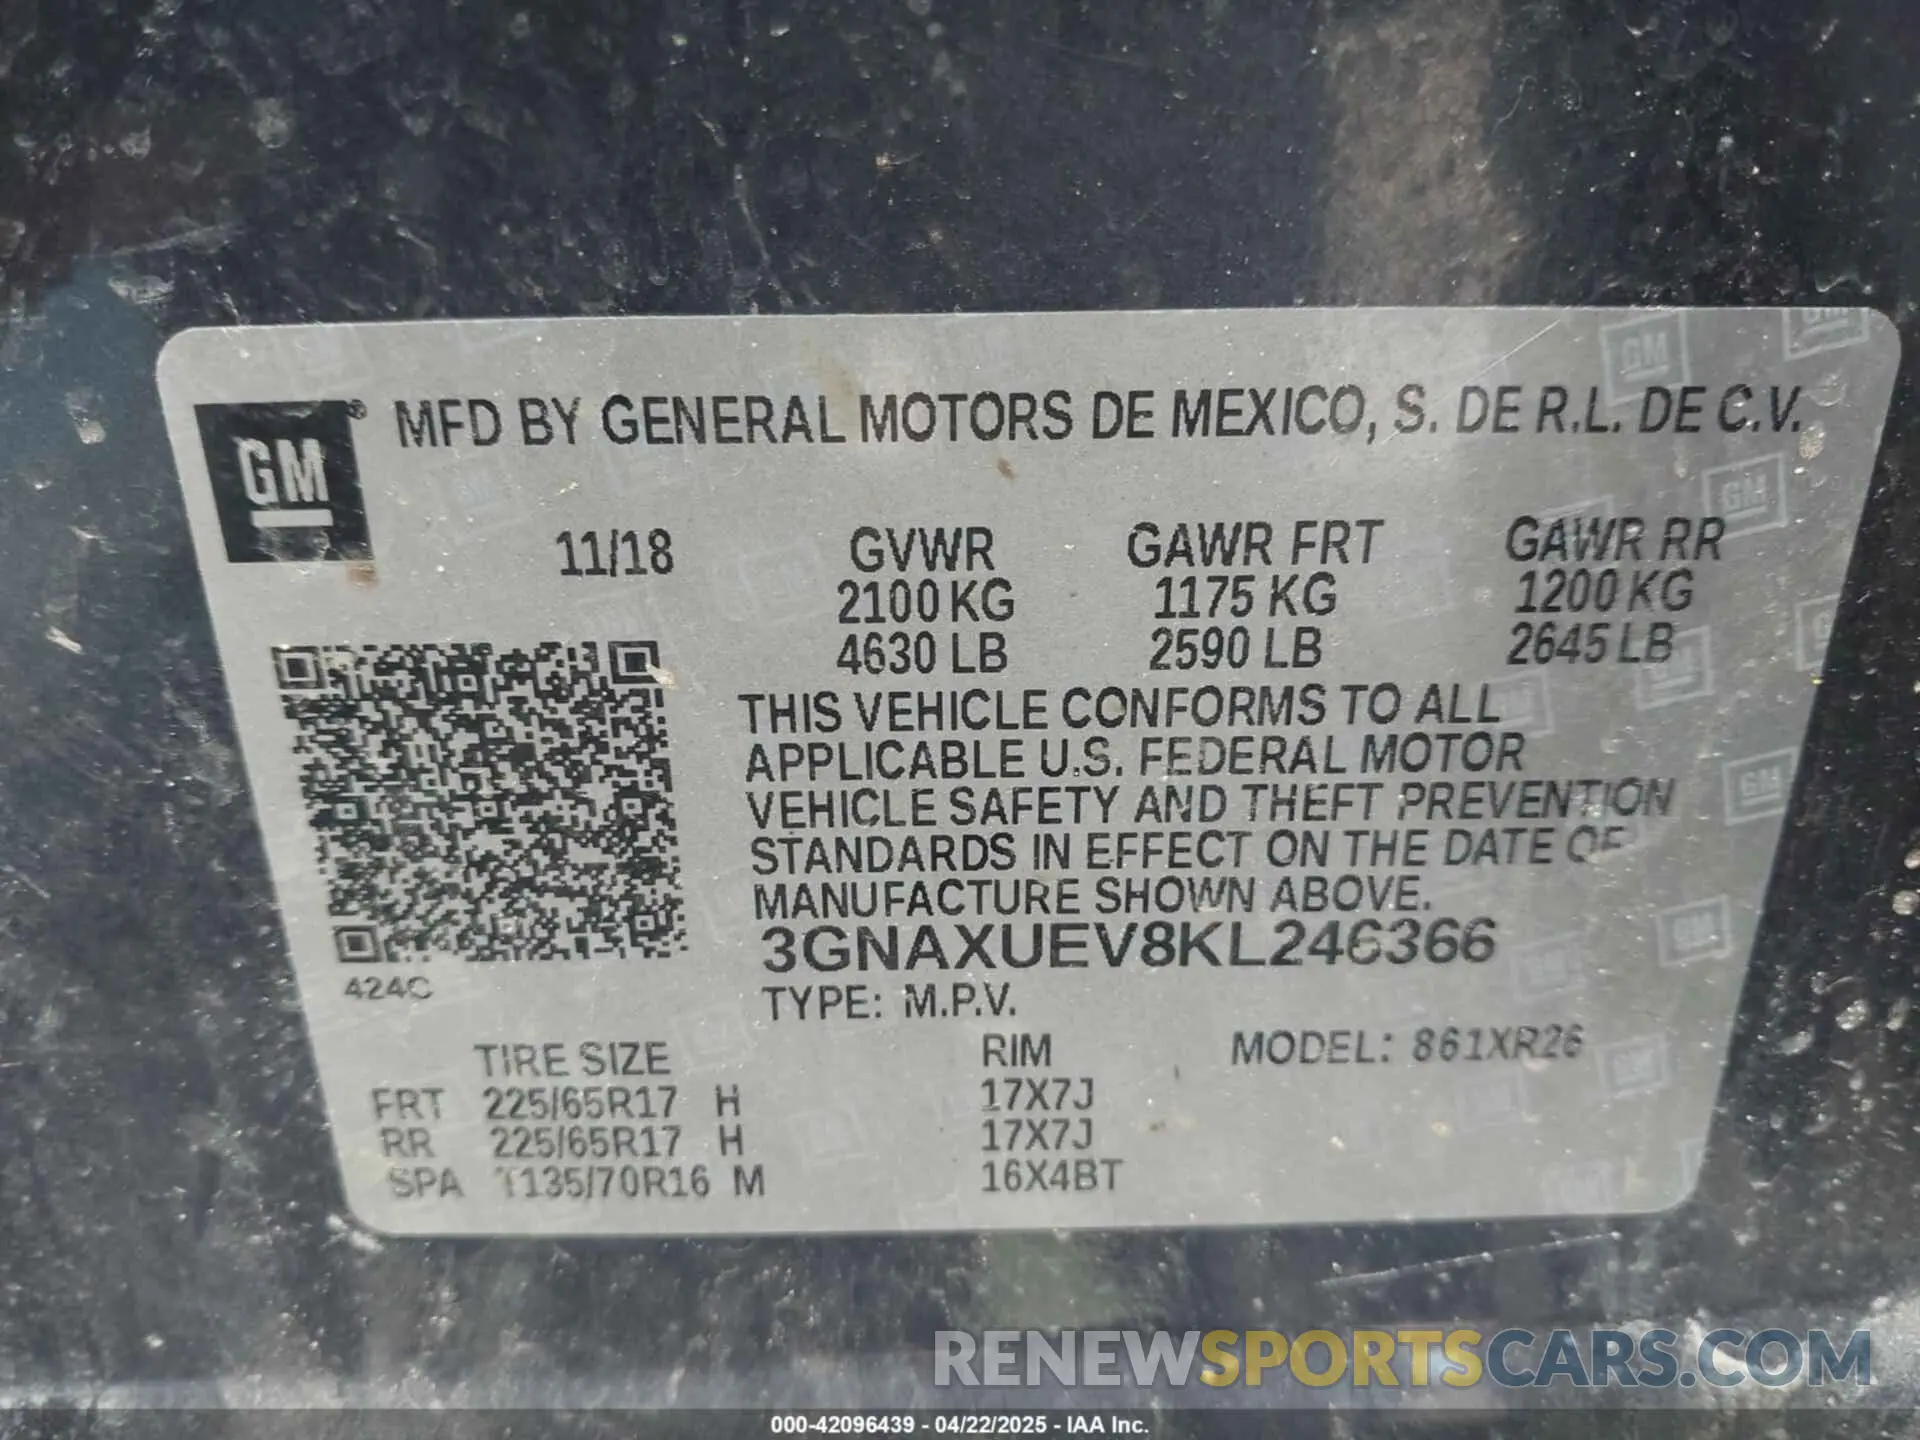 GM ® MFD BY GENERAL MOTORS DE MEXICO, S. DE R.L. DE C.V.
11/18 GVWR GAWR FRT GAWR RR
2100 KG 1175 KG 1200 KG
4630 LB 2590 LB 2645 LB
THIS VEHICLE CONFORMS TO ALL
APPLICABLE U.S. FEDERAL MOTOR
VEHICLE SAFETY AND THEFT PREVENTION
STANDARDS IN EFFECT ON THE DATE OF
MANUFACTURE SHOWN ABOVE.
3GNAXUEV8KL246366
424C
TYPE: M.P.V.
TIRE SIZE RIM MODEL: 861XR26
FRT 225/65R17 H 17X7J
RR 225/65R17 H 17X7J
SPA T135/70R16 M 16X4BT
RENEWSPORTSCARS.COM
000-42096439 - 04/22/2025 - IAA Inc.